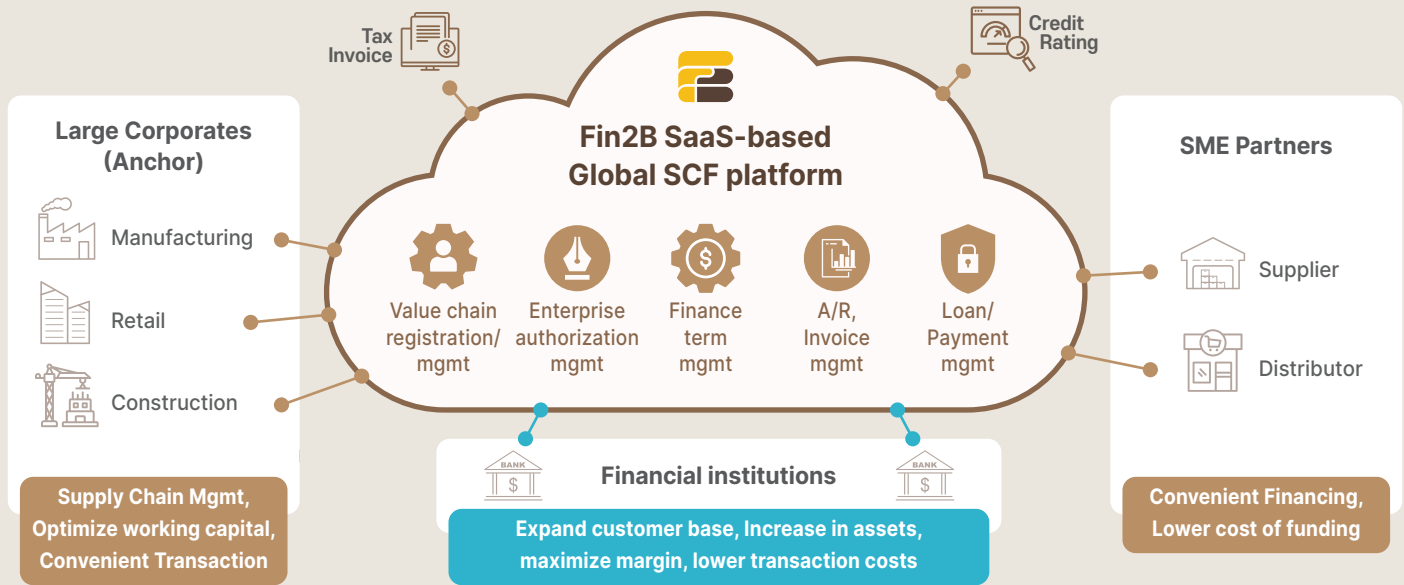 Tax
Invoice
Credit
Rating
Large Corporates
(Anchor)
Manufacturing
Retail
Construction
Supply Chain Mgmt,
Optimize working capital,
Convenient Transaction
Fin2B SaaS-based
Global SCF platform
Value chain
registration/
mgmt
Enterprise
authorization
mgmt
Finance
term
mgmt
A/R,
Invoice
mgmt
Loan/
Payment
mgmt
BANK
$
Financial institutions
BANK
$
Expand customer base, Increase in assets,
maximize margin, lower transaction costs
SME Partners
Supplier
Distributor
Convenient Financing,
Lower cost of funding